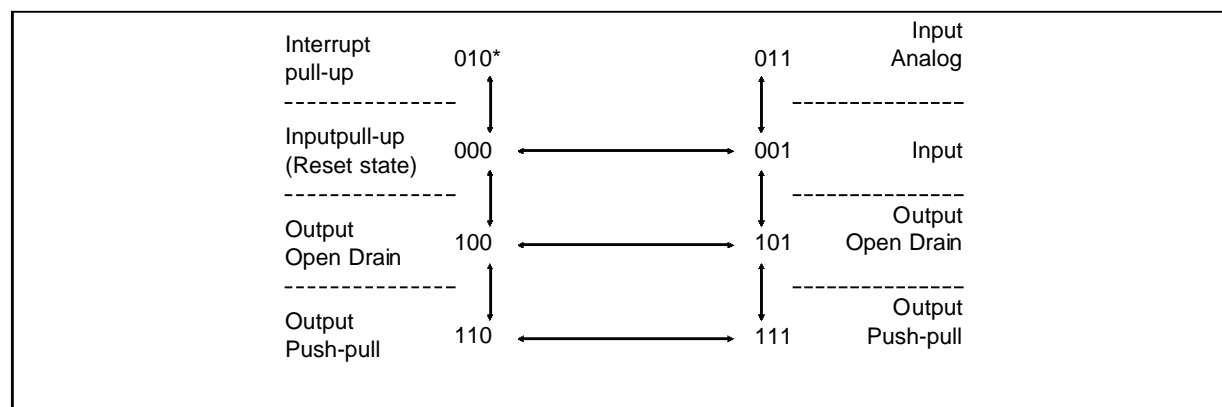 Interrupt
pull-up
010*
011
Input
Analog
Inputpull-up
(Reset state)
000
001
Input
Output
Open Drain
100
101
Output
Open Drain
Output
Push-pull
110
111
Output
Push-pull